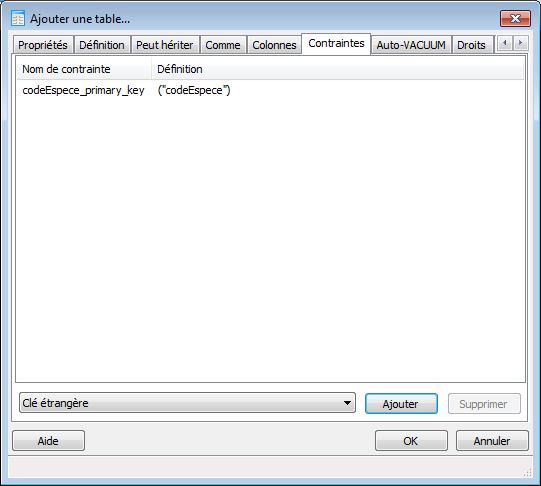 Ajouter une table...
Propriétés Définition Peut hériter Comme Colonnes Contraintes Auto-VACUUM Droits
Nom de contrainte Définition
codeEspece_primary_key ("codeEspece")
Clé étrangère Ajouter Supprimer
Aide OK Annuler